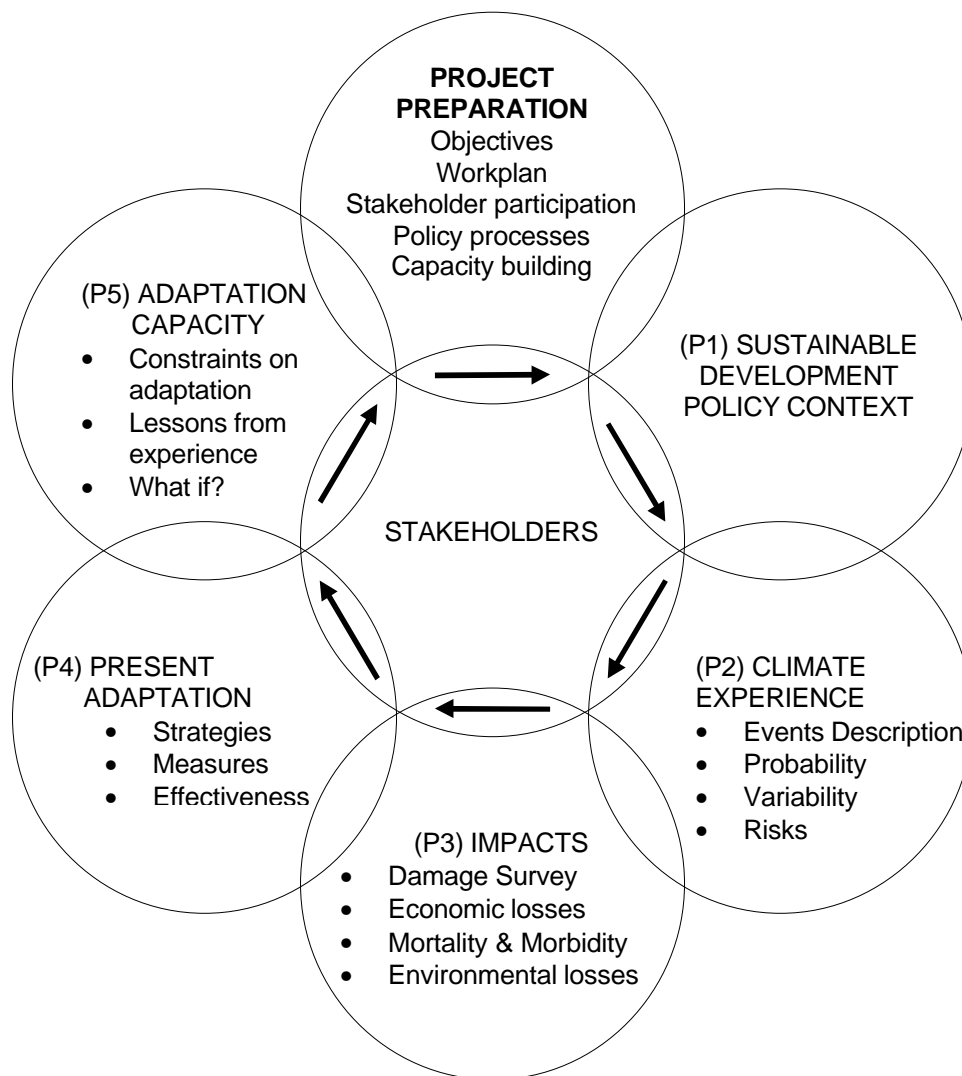 PROJECT
PREPARATION
Objectives
Workplan
Stakeholder participation
Policy processes
Capacity building
(P1) SUSTAINABLE
DEVELOPMENT
POLICY CONTEXT
(P2) CLIMATE
EXPERIENCE
• Events Description
• Probability
• Variability
• Risks
(P3) IMPACTS
• Damage Survey
• Economic losses
• Mortality & Morbidity
• Environmental losses
(P4) PRESENT
ADAPTATION
• Strategies
• Measures
• Effectiveness
(P5) ADAPTATION
CAPACITY
• Constraints on
adaptation
• Lessons from
experience
• What if?
STAKEHOLDERS